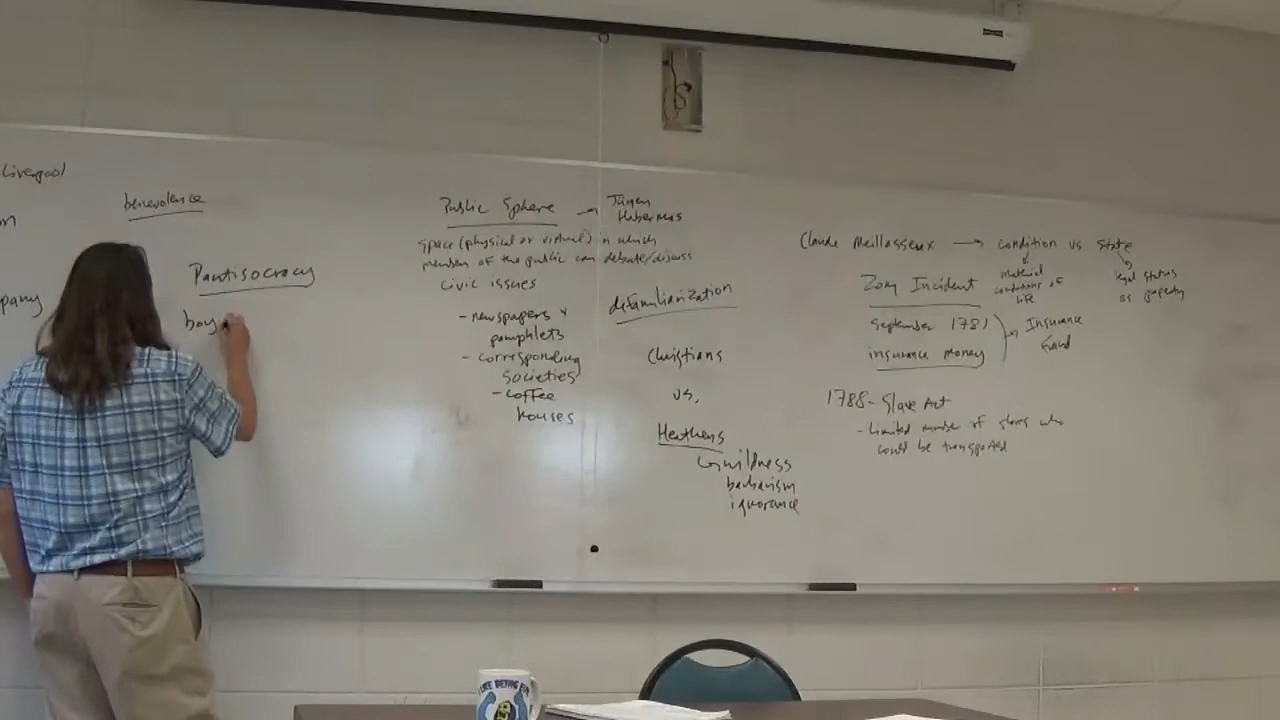 Liverpool
on
pany
benevolence
Pantisocracy
boy
Public Sphere → Jürgen
Habermas
space (physical or virtual) in which
members of the public can debate/discuss
civic issues
- newspapers +
pamphlets
- corresponding
societies
- coffee
houses
defamiliarization
Christians
vs.
Heathens
wildness
barbarism
ignorance
Claude Meillassoux → condition vs state
material
conditions of
life
legal status
as property
Zong Incident
September 1781
insurance money
Insurance
Fraud
1788 - Slave Act
- Limited number of slaves who
could be transported
I LIKE BEING